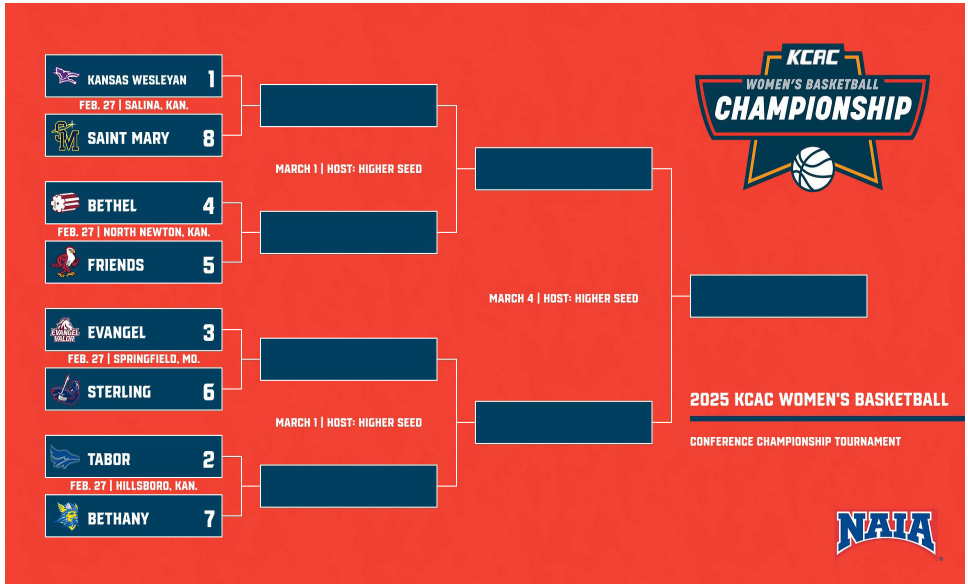 KCAC
WOMEN'S BASKETBALL
CHAMPIONSHIP
KANSAS WESLEYAN 1
FEB. 27 | SALINA, KAN.
SM
SAINT MARY 8
MARCH 1 | HOST: HIGHER SEED
BETHEL 4
FEB. 27 | NORTH NEWTON, KAN.
FRIENDS 5
MARCH 4 | HOST: HIGHER SEED
EVANGEL
VALOR
EVANGEL 3
FEB. 27 | SPRINGFIELD, MO.
STERLING 6
MARCH 1 | HOST: HIGHER SEED
TABOR 2
FEB. 27 | HILLSBORO, KAN.
BETHANY 7
2025 KCAC WOMEN'S BASKETBALL
CONFERENCE CHAMPIONSHIP TOURNAMENT
NAIA